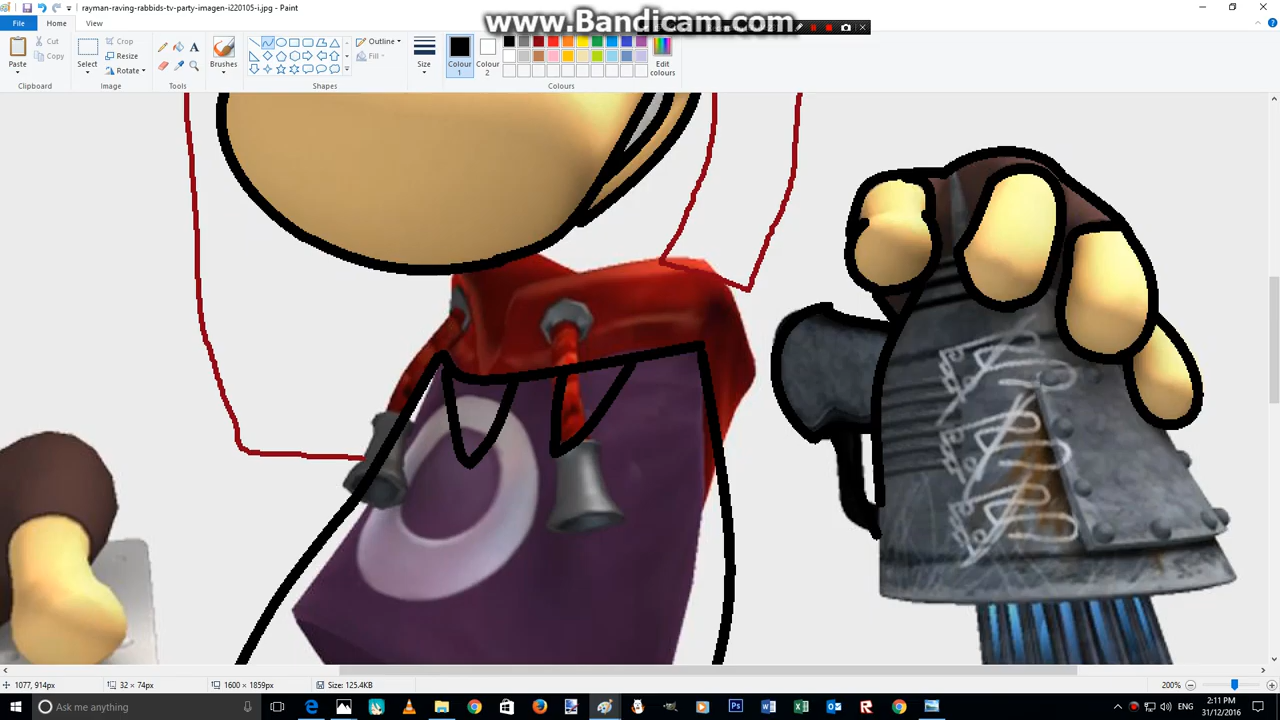 rayman-raving-rabbids-tv-party-imagen-i220105-i.jpg - Paint
www.Bandicam.com
File
Home
View
Paste
Cut
Copy
Clipboard
Select
Crop
Resize
Rotate
Image
Tools
Brushes
Outline
Fill
Shapes
Size
Colour 1
Colour 2
Edit colours
Colours
1077, 914px
32 × 74px
1600 × 1859px
Size: 125.4KB
200%
Ask me anything
ENG
2:11 PM
31/12/2016